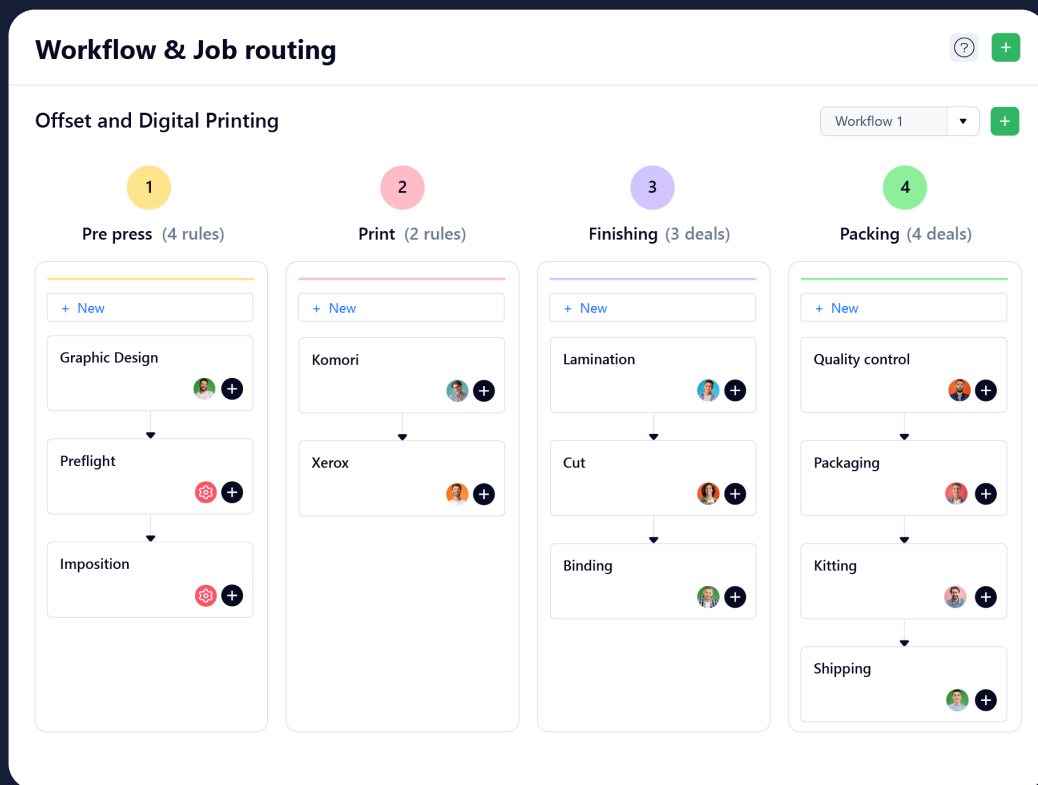 Workflow & Job routing
?
+
Offset and Digital Printing
Workflow 1
+
1
Pre press (4 rules)
+ New
Graphic Design
+
Preflight
+
Imposition
+
2
Print (2 rules)
+ New
Komori
+
Xerox
+
3
Finishing (3 deals)
+ New
Lamination
+
Cut
+
Binding
+
4
Packing (4 deals)
+ New
Quality control
+
Packaging
+
Kitting
+
Shipping
+